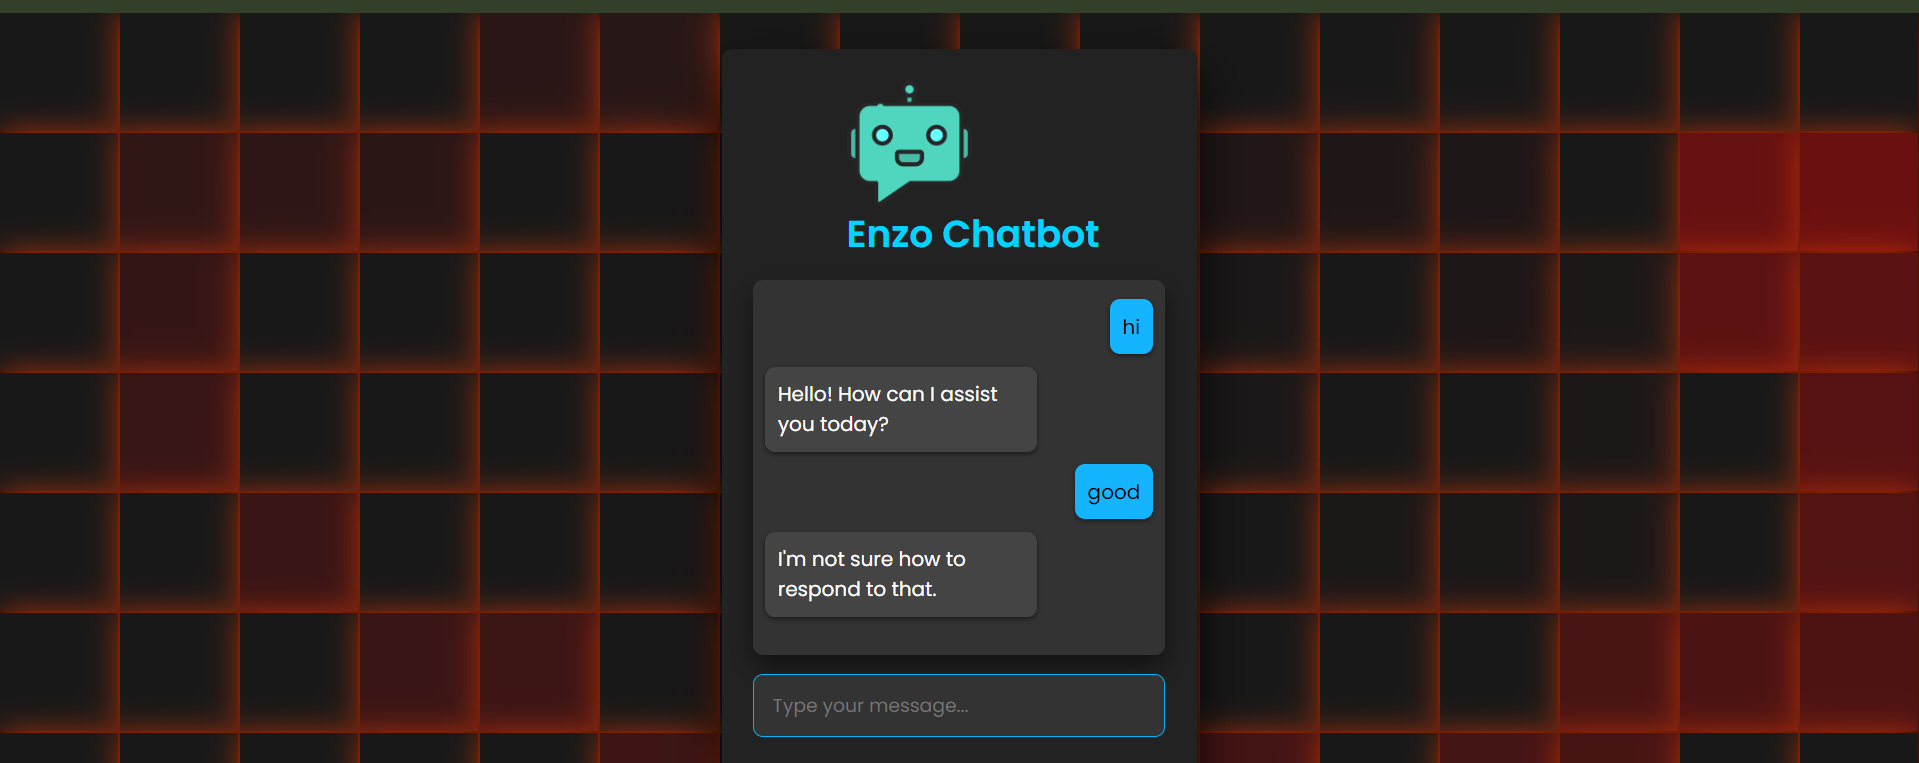 Enzo Chatbot
hi
Hello! How can I assist
you today?
good
I'm not sure how to
respond to that.
Type your message...